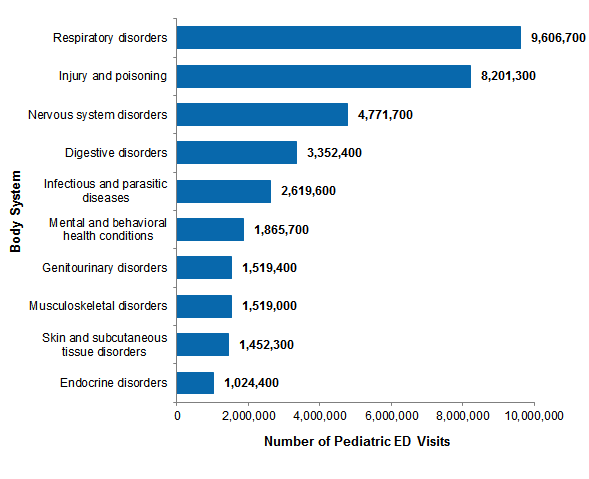 Respiratory disorders
9,606,700
Injury and poisoning
8,201,300
Nervous system disorders
4,771,700
Digestive disorders
3,352,400
Infectious and parasitic
diseases
2,619,600
Mental and behavioral
health conditions
1,865,700
Genitourinary disorders
1,519,400
Musculoskeletal disorders
1,519,000
Skin and subcutaneous
tissue disorders
1,452,300
Endocrine disorders
1,024,400
Body System
0 2,000,000 4,000,000 6,000,000 8,000,000 10,000,000
Number of Pediatric ED Visits